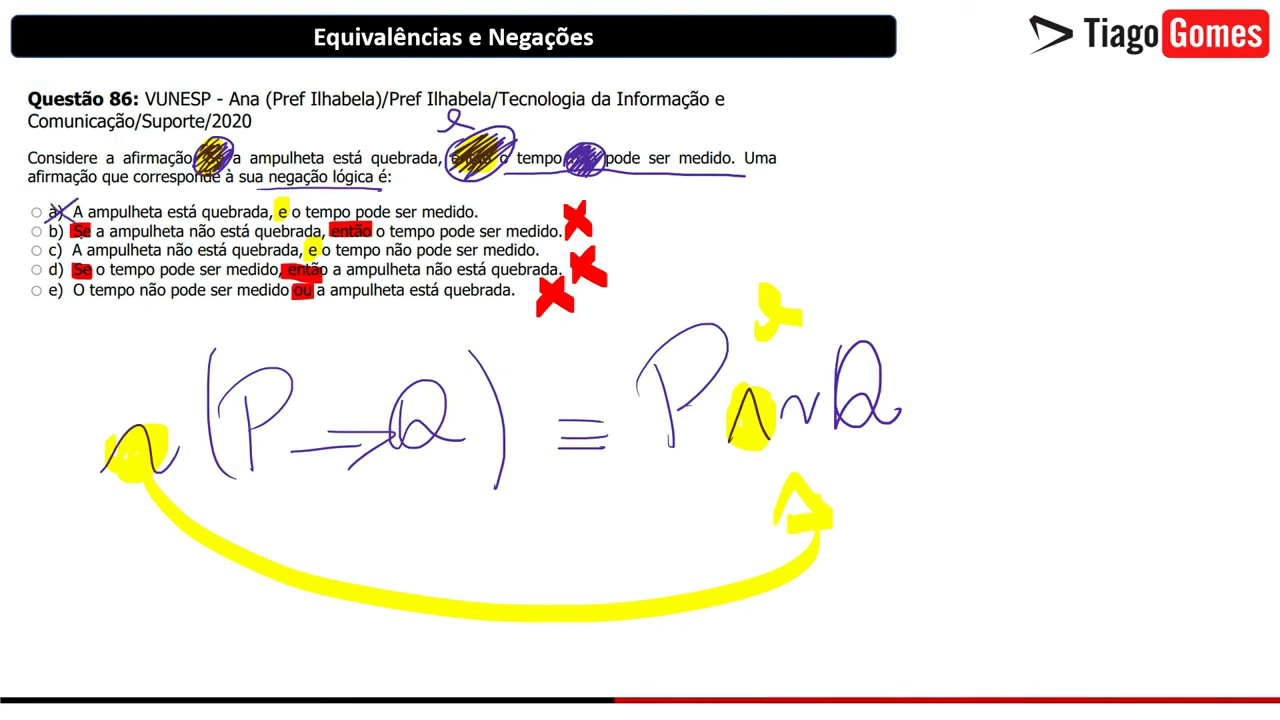 Equivalências e Negações
Tiago Gomes
Questão 86: VUNESP - Ana (Pref Ilhabela)/Pref Ilhabela/Tecnologia da Informação e
Comunicação/Suporte/2020
e
Considere a afirmação: Se a ampulheta está quebrada, então o tempo não pode ser medido. Uma
afirmação que corresponde à sua negação lógica é:
a) A ampulheta está quebrada, e o tempo pode ser medido.
b) Se a ampulheta não está quebrada, então o tempo pode ser medido.
c) A ampulheta não está quebrada, e o tempo não pode ser medido.
d) Se o tempo pode ser medido, então a ampulheta não está quebrada.
e) O tempo não pode ser medido ou a ampulheta está quebrada.
e
~(P → Q) ≡ P ∧ ~Q